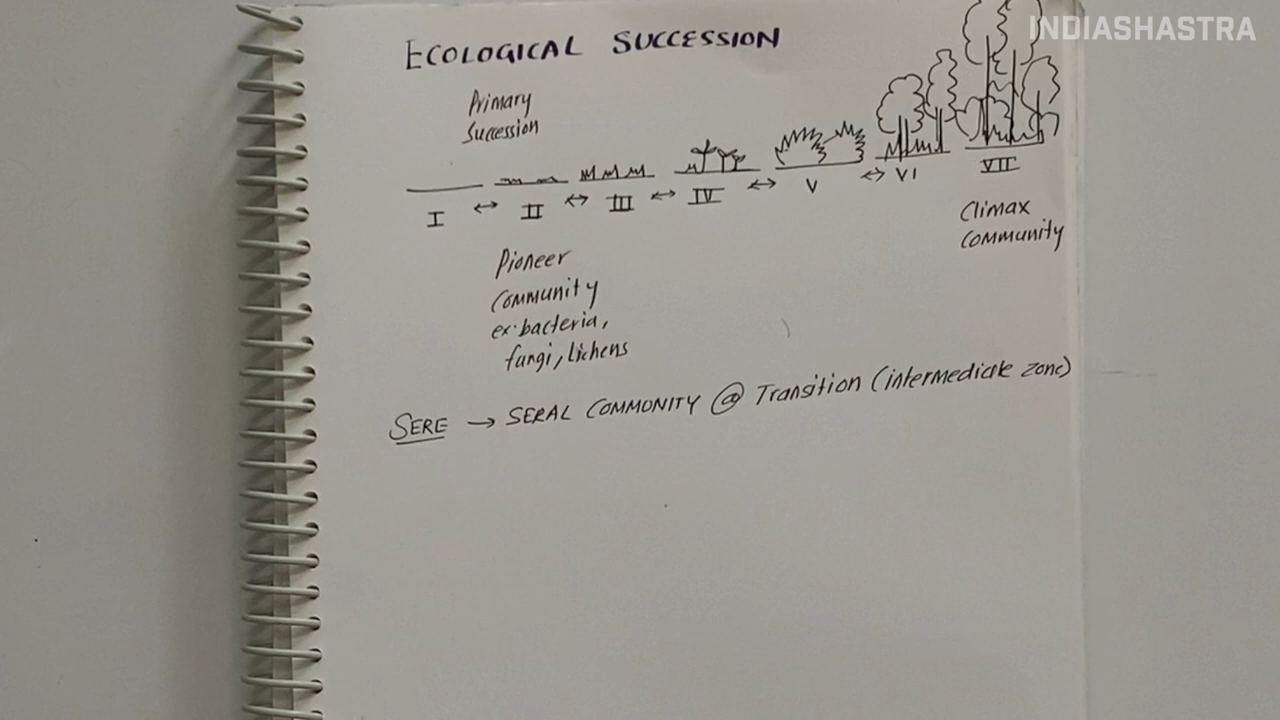 INDIASHASTRA
ECOLOGICAL SUCCESSION
Primary
Succession
I ↔ II ↔ III ↔ IV ↔ V ↔ VI VII
Climax
Community
Pioneer
Community
ex. bacteria,
fungi, lichens
SERE → SERAL COMMUNITY @ Transition (intermediate zone)